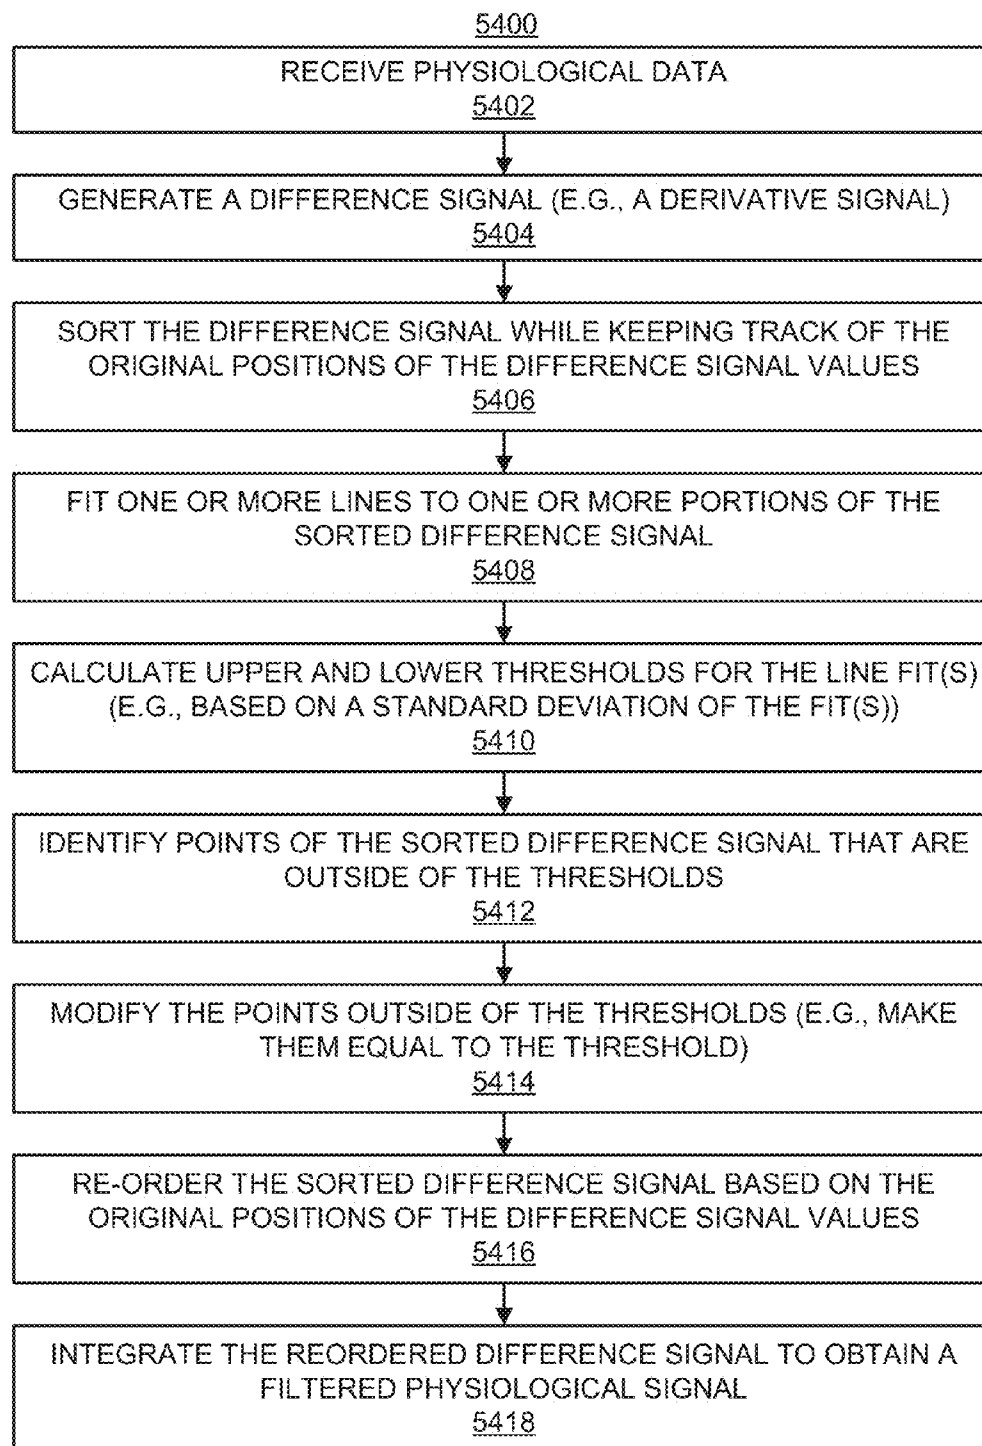 5400
RECEIVE PHYSIOLOGICAL DATA
5402
GENERATE A DIFFERENCE SIGNAL (E.G., A DERIVATIVE SIGNAL)
5404
SORT THE DIFFERENCE SIGNAL WHILE KEEPING TRACK OF THE
ORIGINAL POSITIONS OF THE DIFFERENCE SIGNAL VALUES
5406
FIT ONE OR MORE LINES TO ONE OR MORE PORTIONS OF THE
SORTED DIFFERENCE SIGNAL
5408
CALCULATE UPPER AND LOWER THRESHOLDS FOR THE LINE FIT(S)
(E.G., BASED ON A STANDARD DEVIATION OF THE FIT(S))
5410
IDENTIFY POINTS OF THE SORTED DIFFERENCE SIGNAL THAT ARE
OUTSIDE OF THE THRESHOLDS
5412
MODIFY THE POINTS OUTSIDE OF THE THRESHOLDS (E.G., MAKE
THEM EQUAL TO THE THRESHOLD)
5414
RE-ORDER THE SORTED DIFFERENCE SIGNAL BASED ON THE
ORIGINAL POSITIONS OF THE DIFFERENCE SIGNAL VALUES
5416
INTEGRATE THE REORDERED DIFFERENCE SIGNAL TO OBTAIN A
FILTERED PHYSIOLOGICAL SIGNAL
5418